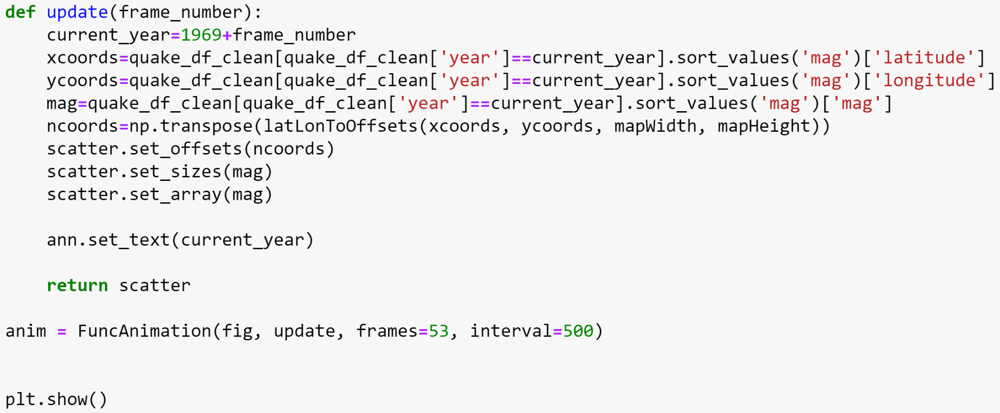 def update(frame_number):
    current_year=1969+frame_number
    xcoords=quake_df_clean[quake_df_clean['year']==current_year].sort_values('mag')['latitude']
    ycoords=quake_df_clean[quake_df_clean['year']==current_year].sort_values('mag')['longitude']
    mag=quake_df_clean[quake_df_clean['year']==current_year].sort_values('mag')['mag']
    ncoords=np.transpose(latLonToOffsets(xcoords, ycoords, mapWidth, mapHeight))
    scatter.set_offsets(ncoords)
    scatter.set_sizes(mag)
    scatter.set_array(mag)

    ann.set_text(current_year)

    return scatter

anim = FuncAnimation(fig, update, frames=53, interval=500)


plt.show()